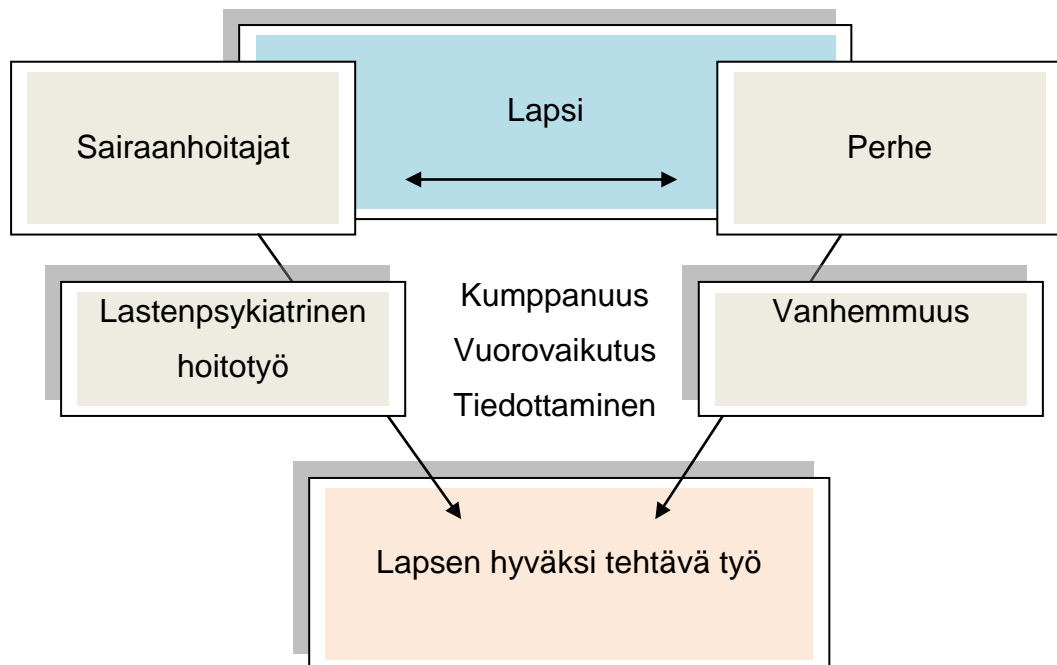 Lapsi
Sairaanhoitajat
Perhe
Lastenpsykiatrinen
hoitotyö
Kumppanuus
Vuorovaikutus
Tiedottaminen
Vanhemmuus
Lapsen hyväksi tehtävä työ